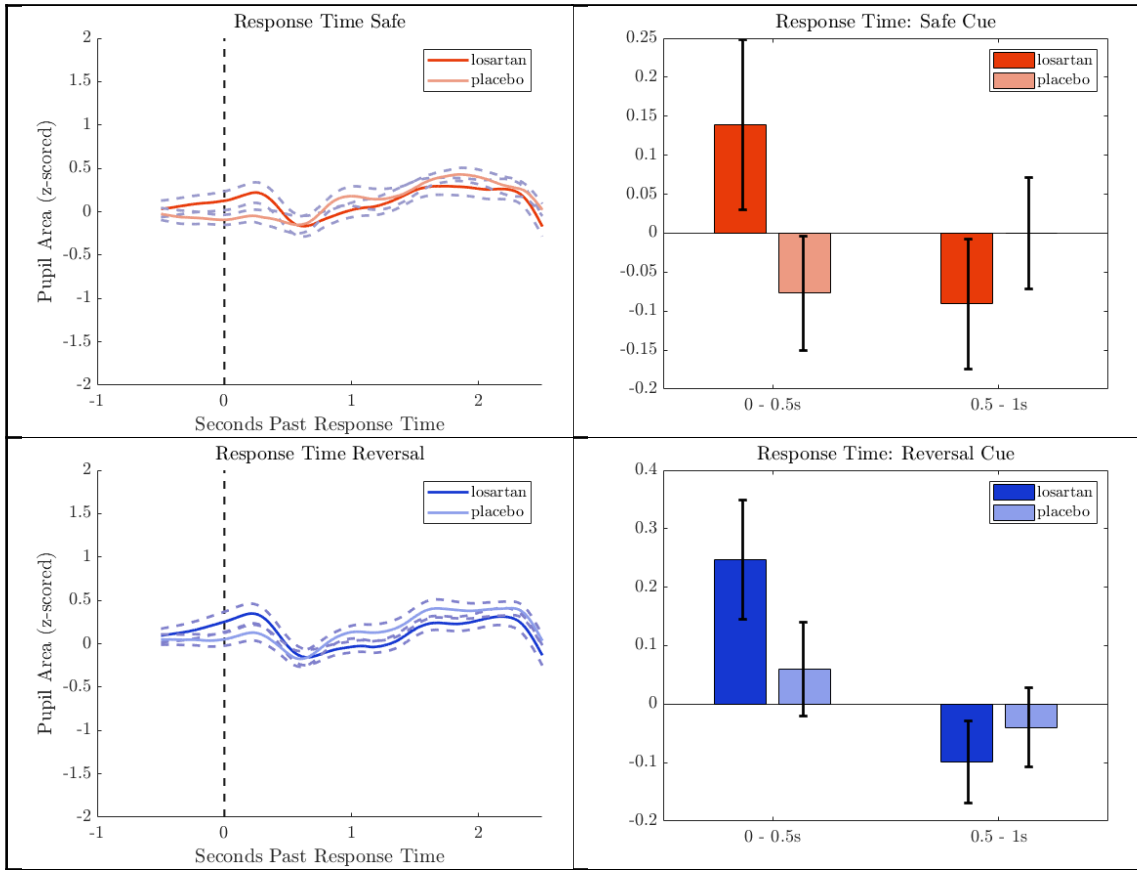 Response Time Safe
2
1.5
1
0.5
0
-0.5
-1
-1.5
-2
Pupil Area (z-scored)
losartan
placebo
-1 0 1 2
Seconds Past Response Time
Response Time: Safe Cue
0.25
0.2
0.15
0.1
0.05
0
-0.05
-0.1
-0.15
-0.2
losartan
placebo
0 - 0.5s 0.5 - 1s
Response Time Reversal
2
1.5
1
0.5
0
-0.5
-1
-1.5
-2
Pupil Area (z-scored)
losartan
placebo
-1 0 1 2
Seconds Past Response Time
Response Time: Reversal Cue
0.4
0.3
0.2
0.1
0
-0.1
-0.2
losartan
placebo
0 - 0.5s 0.5 - 1s